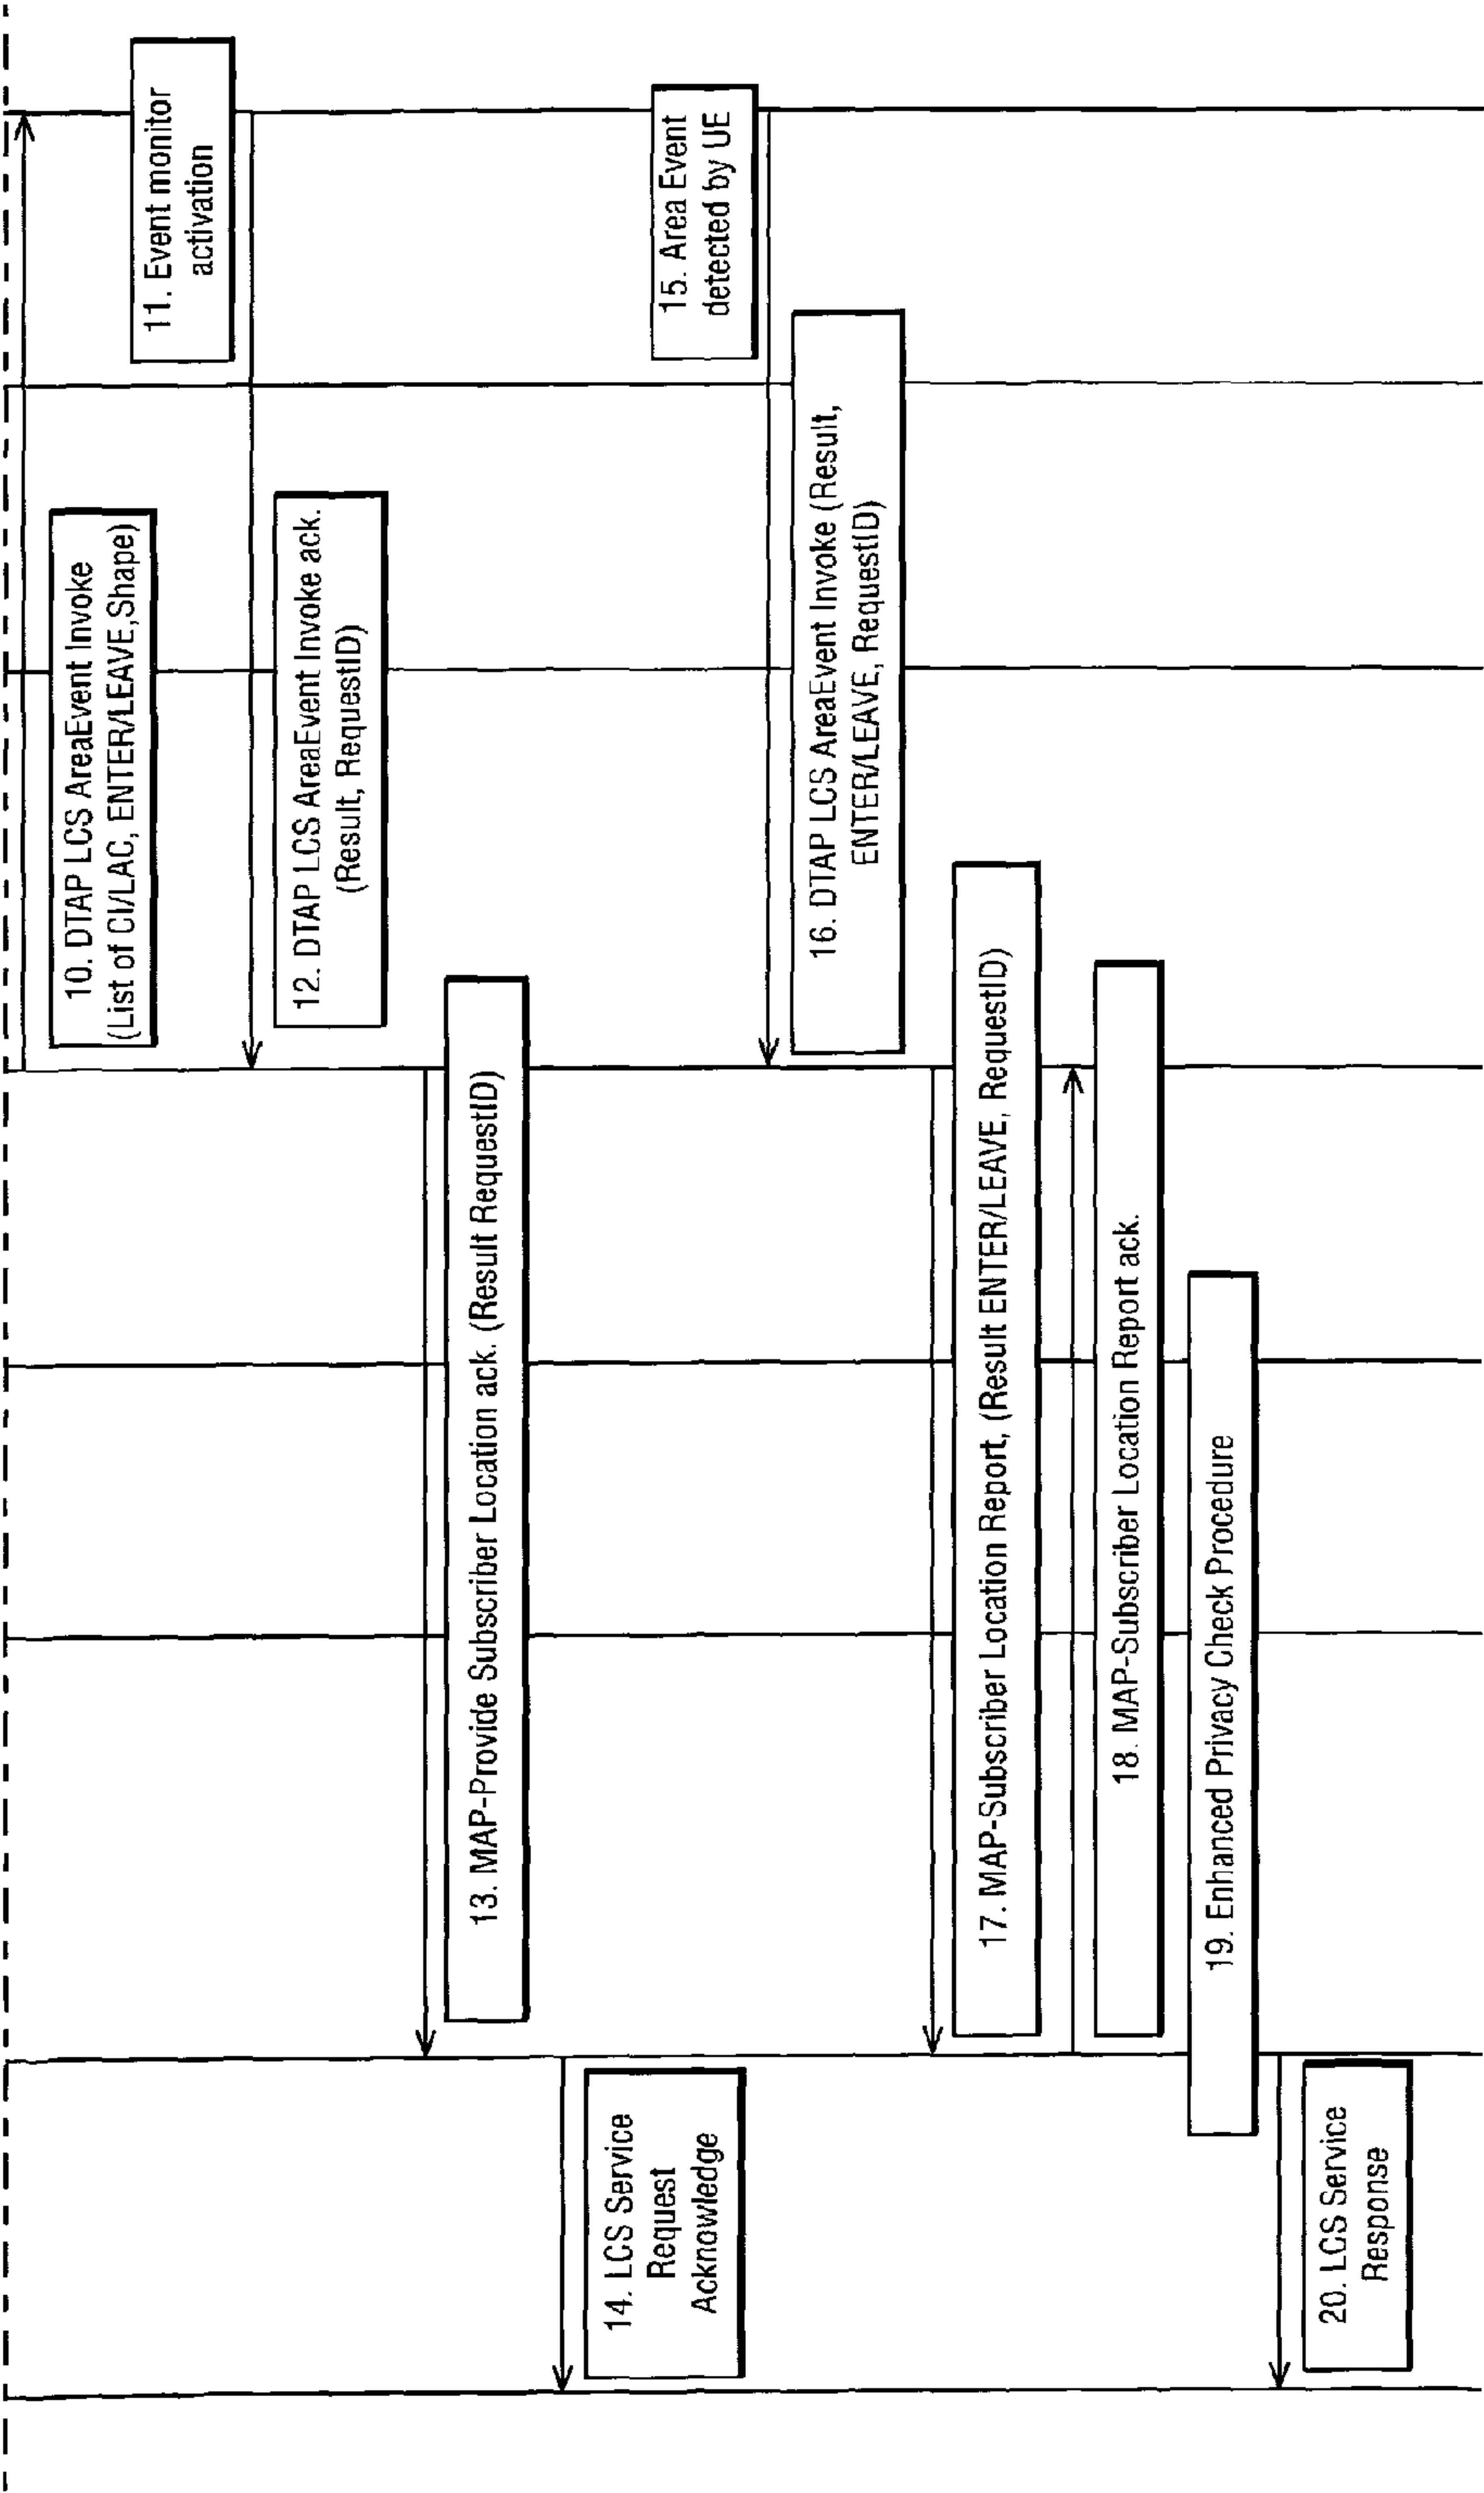 10. DTAP LCS AreaEvent Invoke
(List of CI/LAC, ENTER/LEAVE,Shape)
11. Event monitor
activation
12. DTAP LCS AreaEvent Invoke ack.
(Result, RequestID)
13. MAP-Provide Subscriber Location ack. (Result RequestID)
14. LCS Service
Request
Acknowledge
15. Area Event
detected by UE
16. DTAP LCS AreaEvent Invoke (Result,
ENTER/LEAVE, RequestID)
17. MAP-Subscriber Location Report, (Result ENTER/LEAVE, RequestID)
18. MAP-Subscriber Location Report ack.
19. Enhanced Privacy Check Procedure
20. LCS Service
Response